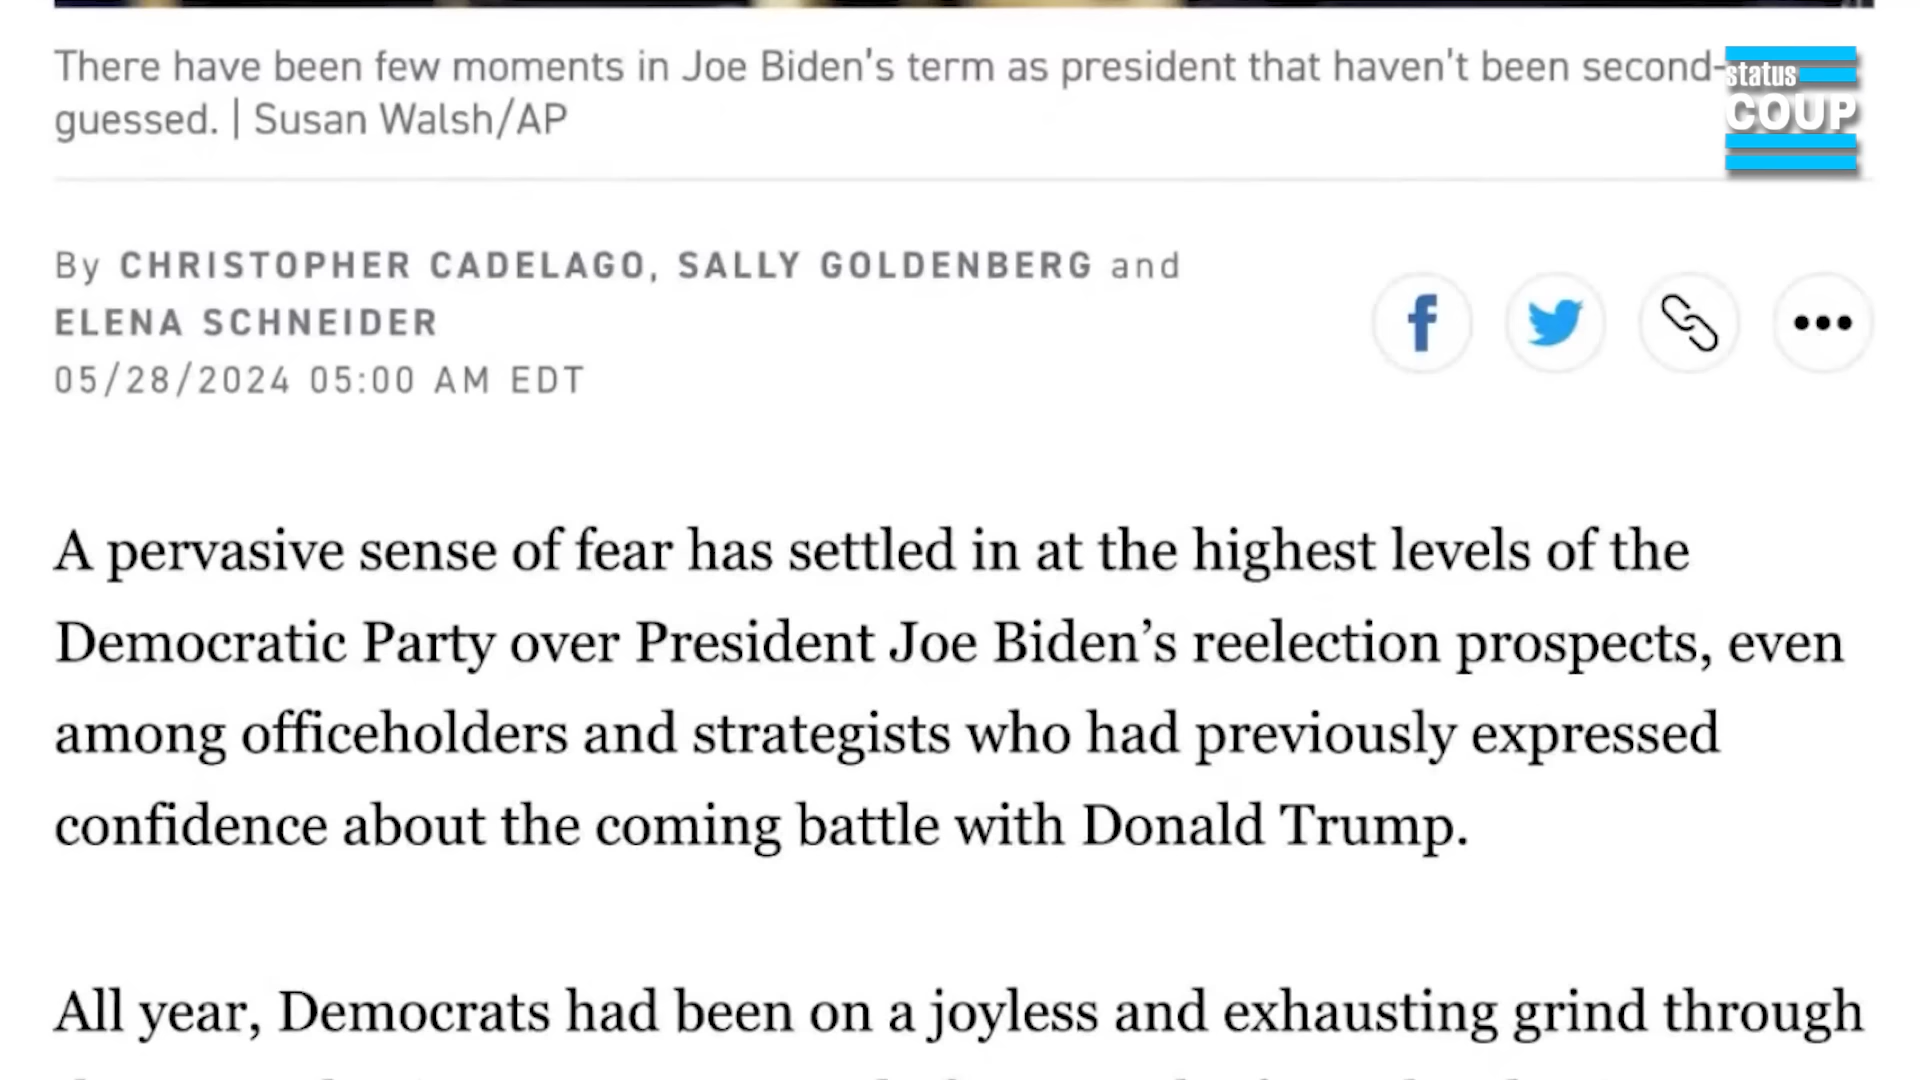 There have been few moments in Joe Biden's term as president that haven't been second-
guessed. | Susan Walsh/AP
status
COUP
By CHRISTOPHER CADELAGO, SALLY GOLDENBERG and
ELENA SCHNEIDER
05/28/2024 05:00 AM EDT
A pervasive sense of fear has settled in at the highest levels of the
Democratic Party over President Joe Biden’s reelection prospects, even
among officeholders and strategists who had previously expressed
confidence about the coming battle with Donald Trump.
All year, Democrats had been on a joyless and exhausting grind through